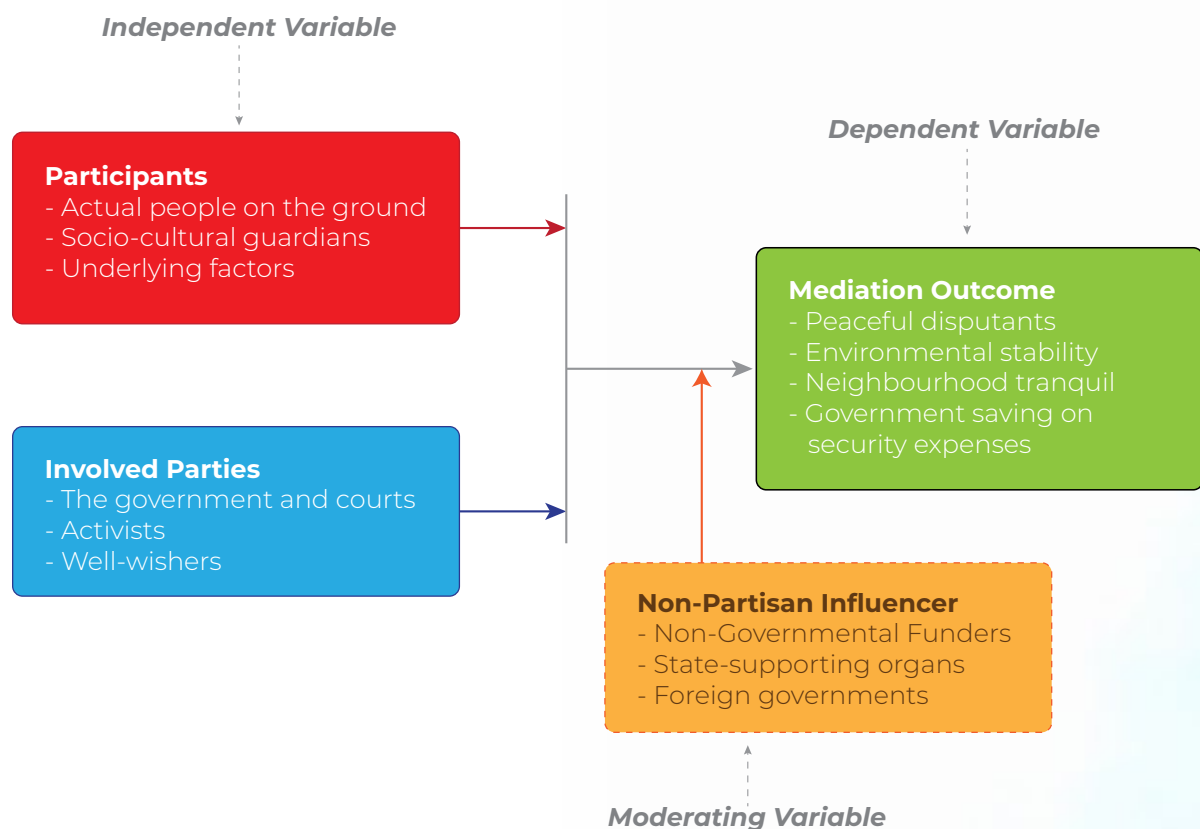 Independent Variable
Participants
- Actual people on the ground
- Socio-cultural guardians
- Underlying factors
Dependent Variable
Mediation Outcome
- Peaceful disputants
- Environmental stability
- Neighbourhood tranquil
- Government saving on
security expenses
Involved Parties
- The government and courts
- Activists
- Well-wishers
Non-Partisan Influencer
- Non-Governmental Funders
- State-supporting organs
- Foreign governments
Moderating Variable